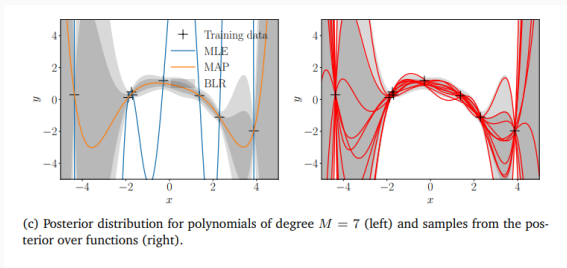 4
2
0
−2
−4
y
−4 −2 0 2 4
x
Training data
MLE
MAP
BLR
4
2
0
−2
−4
y
−4 −2 0 2 4
x
(c) Posterior distribution for polynomials of degree M = 7 (left) and samples from the pos-
terior over functions (right).